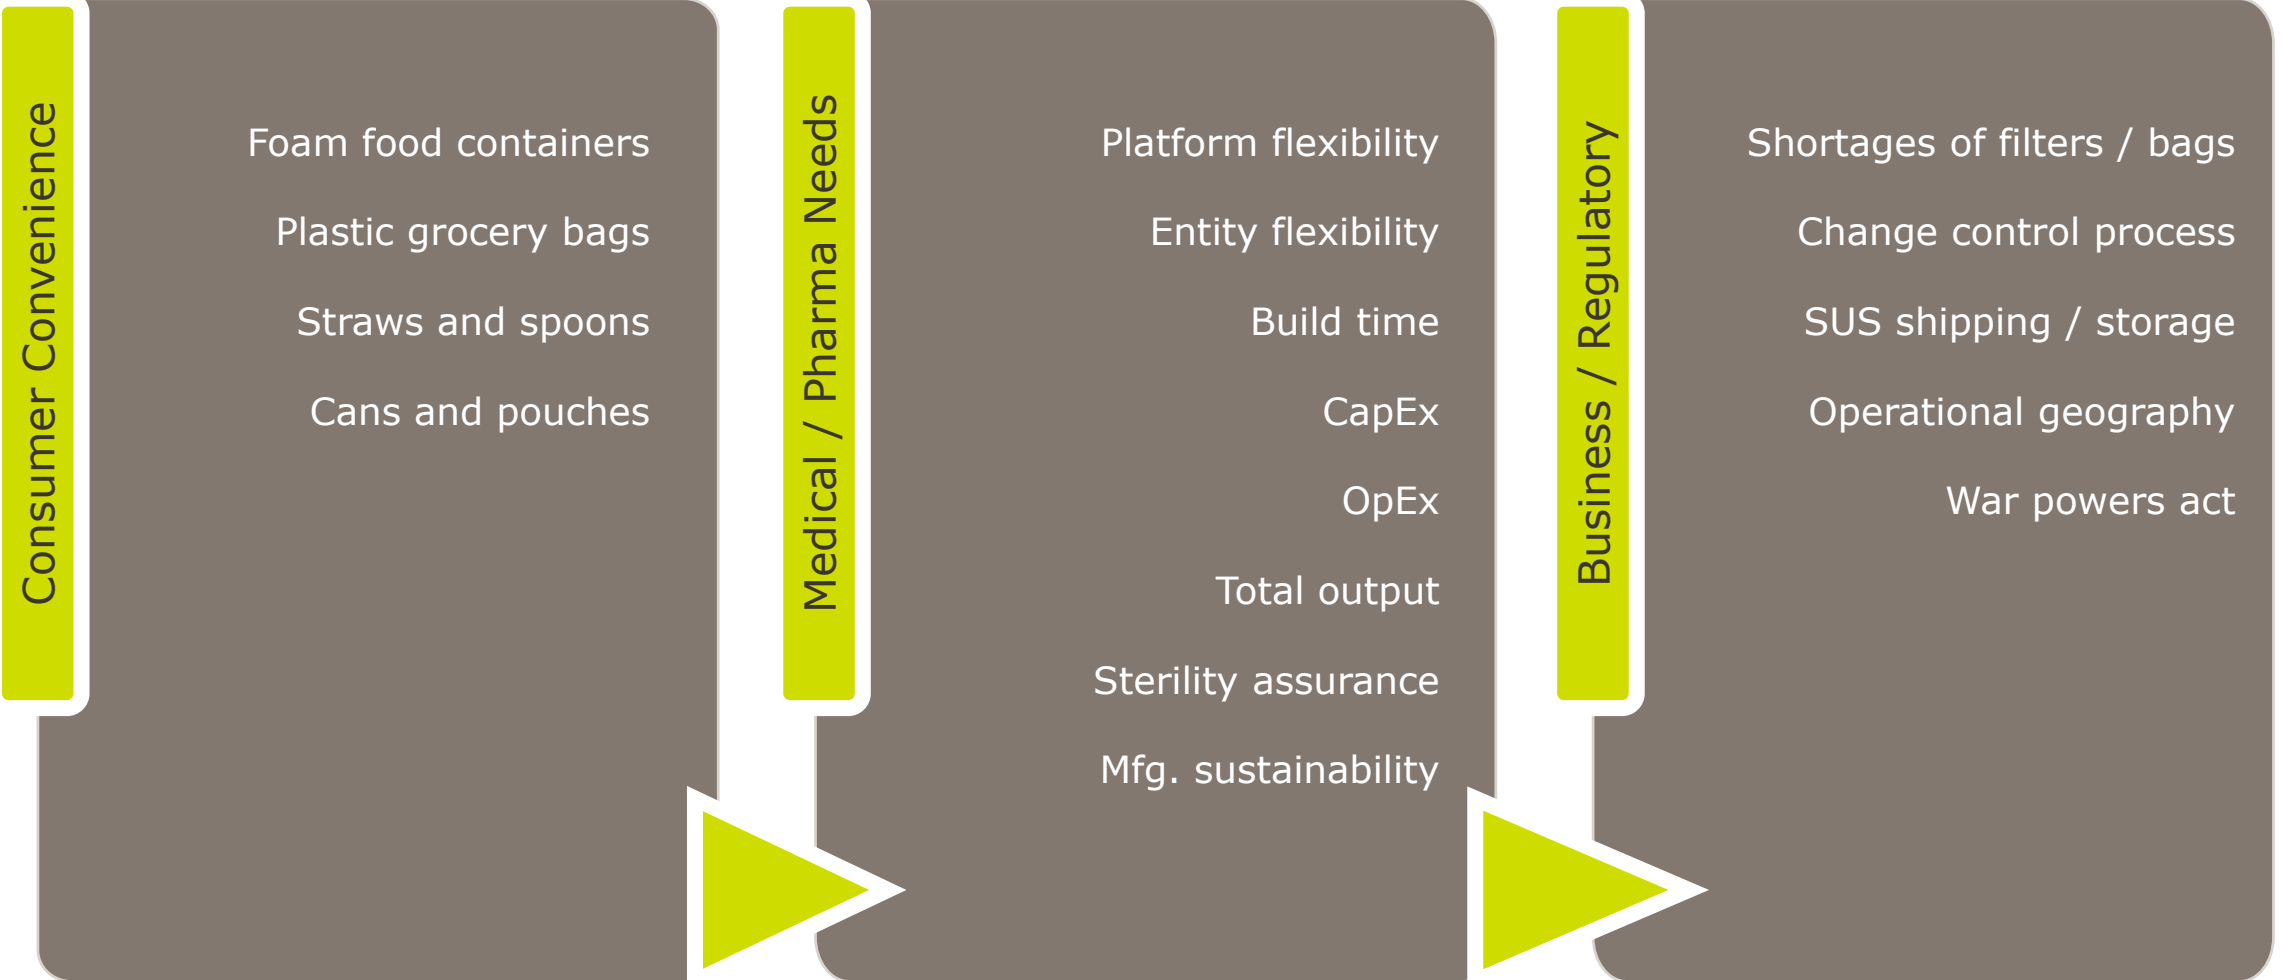 Consumer Convenience
Foam food containers
Plastic grocery bags
Straws and spoons
Cans and pouches
Medical / Pharma Needs
Platform flexibility
Entity flexibility
Build time
CapEx
OpEx
Total output
Sterility assurance
Mfg. sustainability
Business / Regulatory
Shortages of filters / bags
Change control process
SUS shipping / storage
Operational geography
War powers act